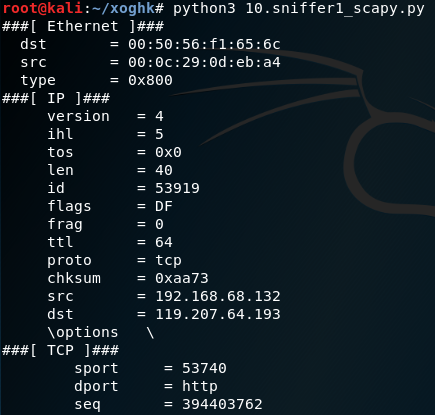 root@kali:~/xoghk# python3 10.sniffer1_scapy.py
###[ Ethernet ]###
  dst       = 00:50:56:f1:65:6c
  src       = 00:0c:29:0d:eb:a4
  type      = 0x800
###[ IP ]###
     version   = 4
     ihl       = 5
     tos       = 0x0
     len       = 40
     id        = 53919
     flags     = DF
     frag      = 0
     ttl       = 64
     proto     = tcp
     chksum    = 0xaa73
     src       = 192.168.68.132
     dst       = 119.207.64.193
     \options   \
###[ TCP ]###
        sport     = 53740
        dport     = http
        seq       = 394403762